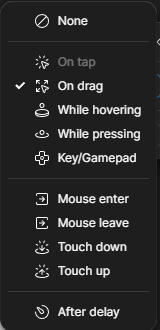 None
On tap
On drag
While hovering
While pressing
Key/Gamepad
Mouse enter
Mouse leave
Touch down
Touch up
After delay